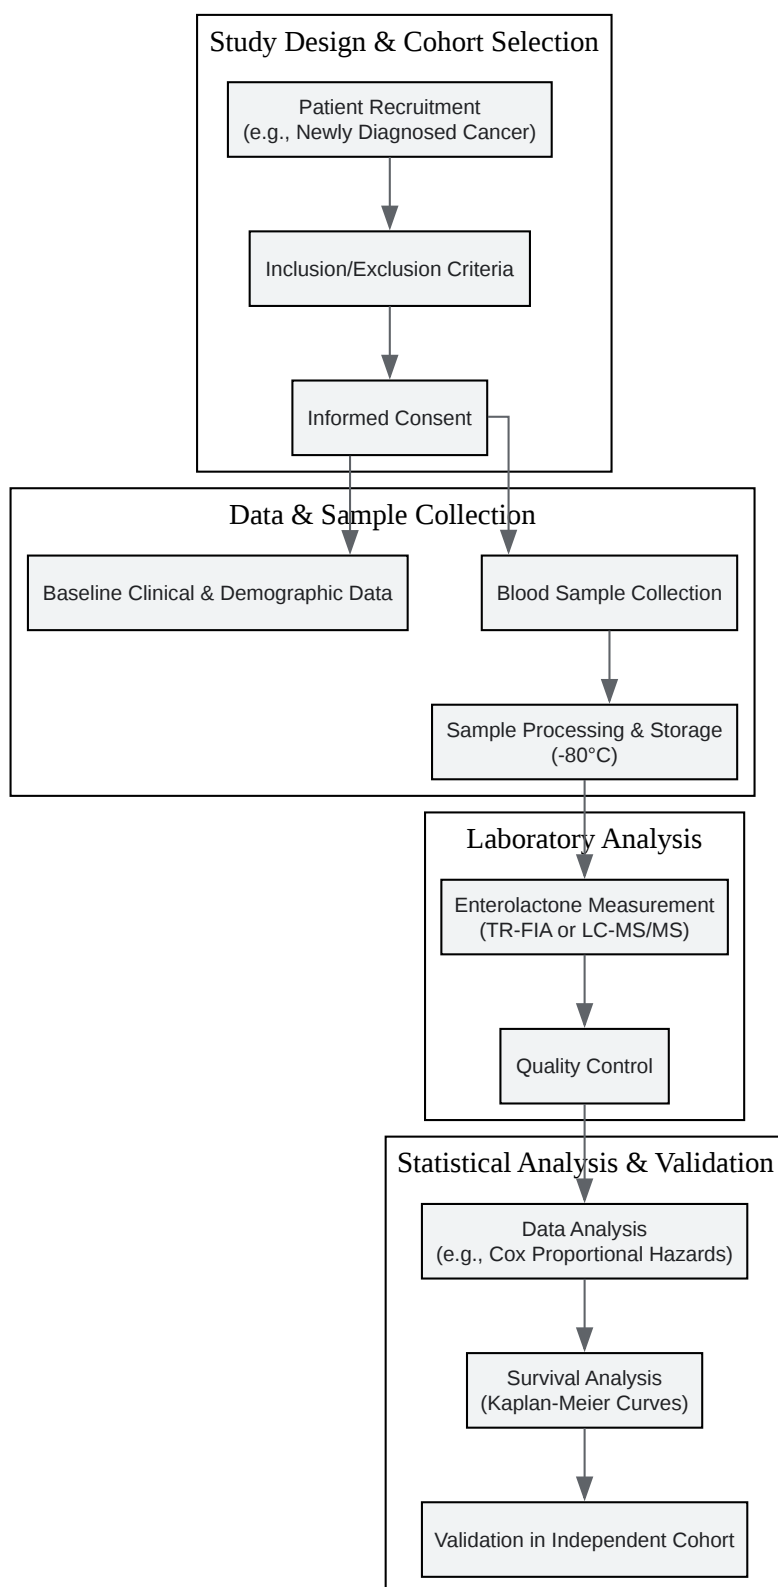 Study Design & Cohort Selection
Patient Recruitment
(e.g., Newly Diagnosed Cancer)
Inclusion/Exclusion Criteria
Informed Consent
Data & Sample Collection
Baseline Clinical & Demographic Data
Blood Sample Collection
Sample Processing & Storage
(-80°C)
Laboratory Analysis
Enterolactone Measurement
(TR-FIA or LC-MS/MS)
Quality Control
Statistical Analysis & Validation
Data Analysis
(e.g., Cox Proportional Hazards)
Survival Analysis
(Kaplan-Meier Curves)
Validation in Independent Cohort